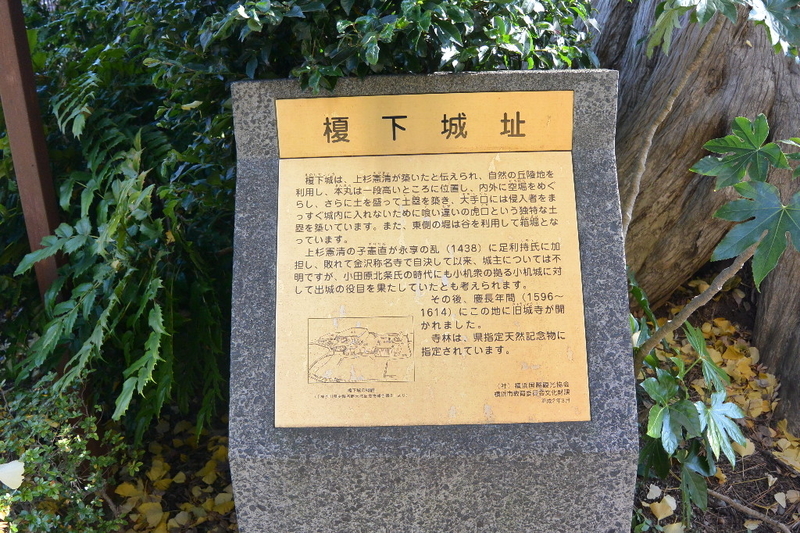 榎下城址
榎下城は、上杉憲清が築いたと伝えられ、自然の丘陵地を
利用し、本丸は一段高いところに位置し、内外に空堀をめぐ
らし、さらに土を盛って土塁を築き、大手口には侵入者をま
っすぐ城内に入れないために喰い違いの虎口という独特な土
塁を築いています。また、東側の堀は谷を利用して箱堀とな
っています。
上杉憲清の子憲直が永享の乱（1438）に足利持氏に加
担し、敗れて金沢称名寺で自決して以来、城主については不
明ですが、小田原北条氏の時代にも小机衆の拠る小机城に対
して出城の役目を果たしていたとも考えられます。
その後、慶長年間（1596〜
1614）にこの地に旧城寺が開
かれました。
寺林は、県指定天然記念物に
指定されています。
（社）横浜国際観光協会
横浜市教育委員会文化財課